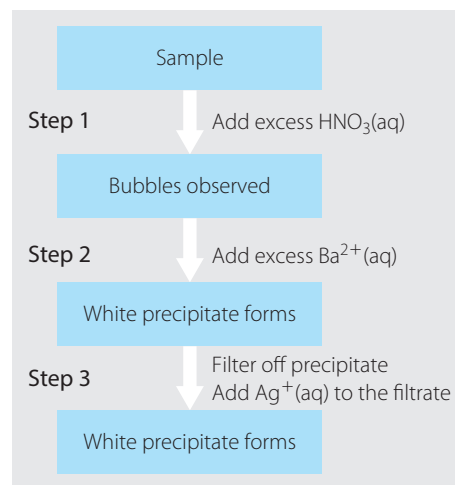 Sample
Step 1
Add excess HNO₃(aq)
Bubbles observed
Step 2
Add excess Ba²⁺(aq)
White precipitate forms
Step 3
Filter off precipitate
Add Ag⁺(aq) to the filtrate
White precipitate forms